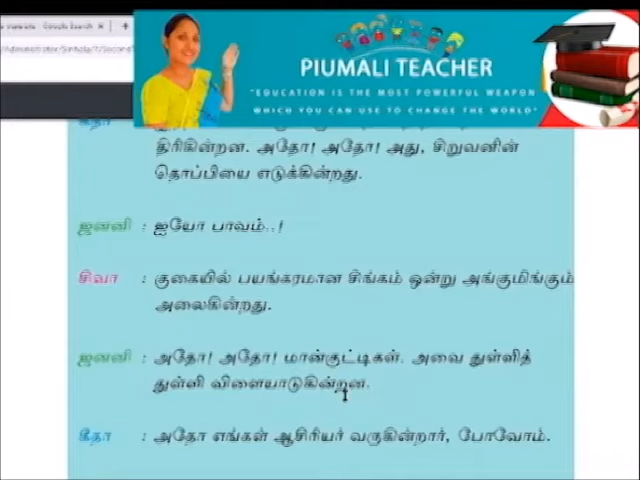 Google Search
PIUMALI TEACHER
"EDUCATION IS THE MOST POWERFUL WEAPON
WHICH YOU CAN USE TO CHANGE THE WORLD"
திரிகின்றன. அதோ! அதோ! அது, சிறுவனின்
தொப்பியை எடுக்கின்றது.
ஜனனி : ஐயோ பாவம்..!
சிவா : குகையில் பயங்கரமான சிங்கம் ஒன்று அங்குமிங்கும்
அலைகின்றது.
ஜனனி : அதோ! அதோ! மான்குட்டிகள். அவை துள்ளித்
துள்ளி விளையாடுகின்றன.
கீதா : அதோ எங்கள் ஆசிரியர் வருகின்றார், போவோம்.